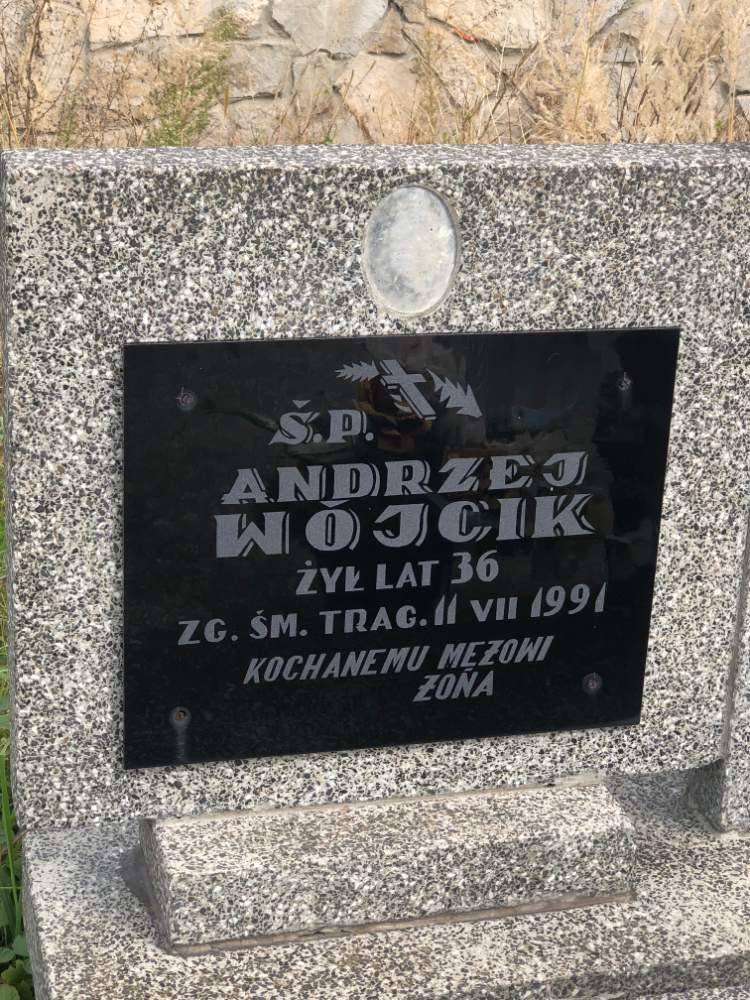 Ś.P.
ANDRZEJ
WÓJCIK
ŻYŁ LAT 36
ZG. ŚM. TRAG. 11 VII 1991
KOCHANEMU MĘŻOWI
ŻONA